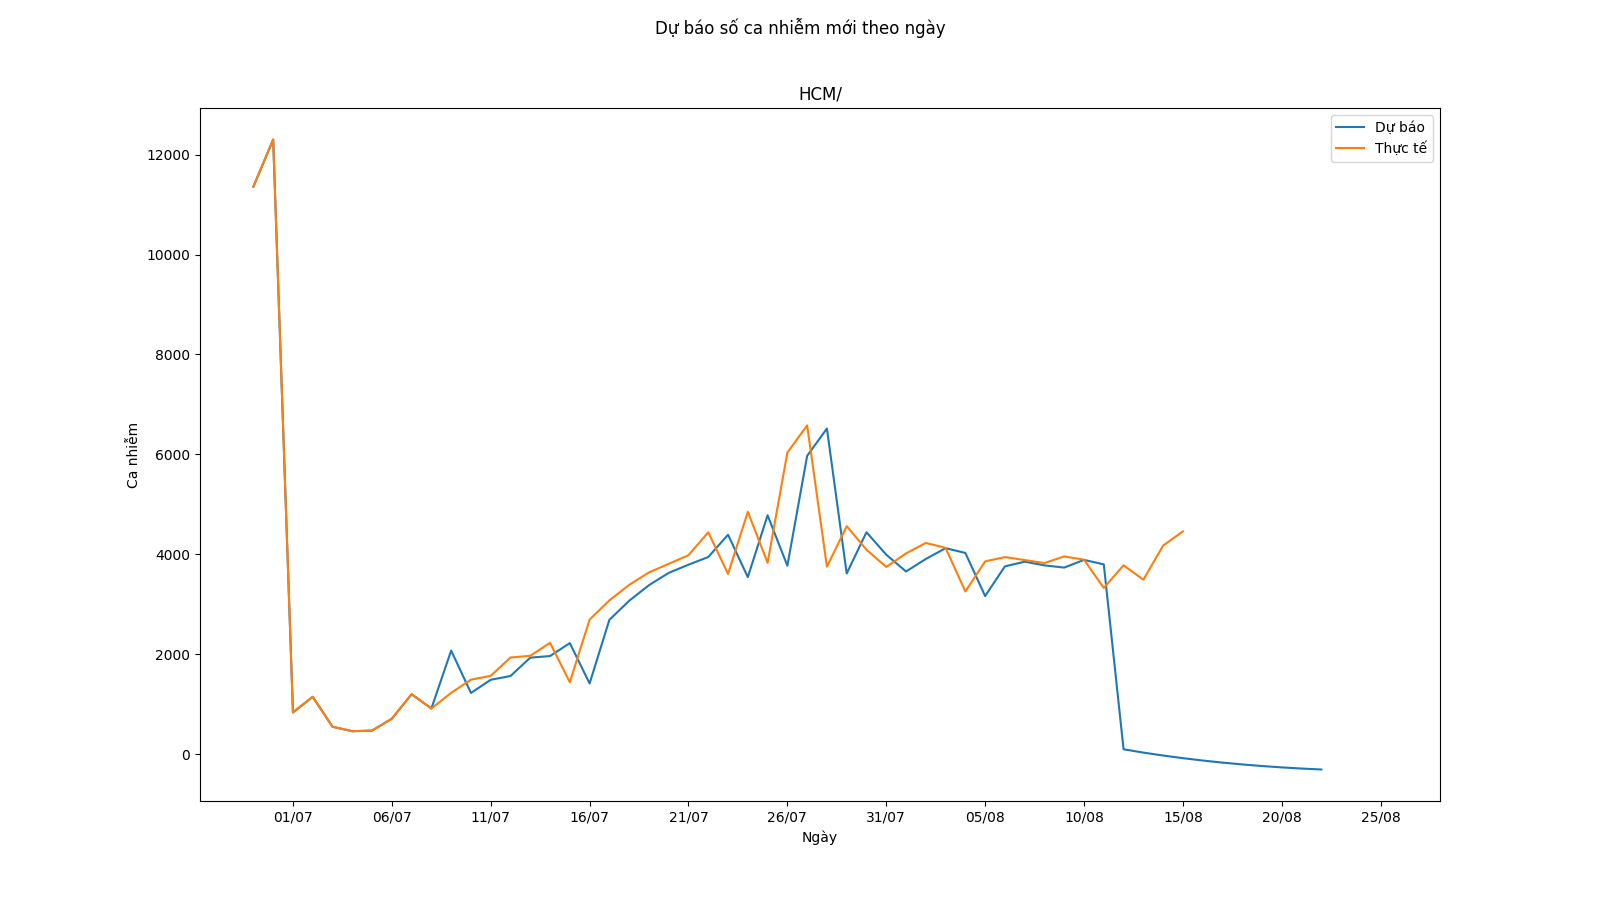 Dự báo số ca nhiễm mới theo ngày
HCM/
Dự báo
Thực tế
12000
10000
8000
6000
4000
2000
0
Ca nhiễm
01/07 06/07 11/07 16/07 21/07 26/07 31/07 05/08 10/08 15/08 20/08 25/08
Ngày